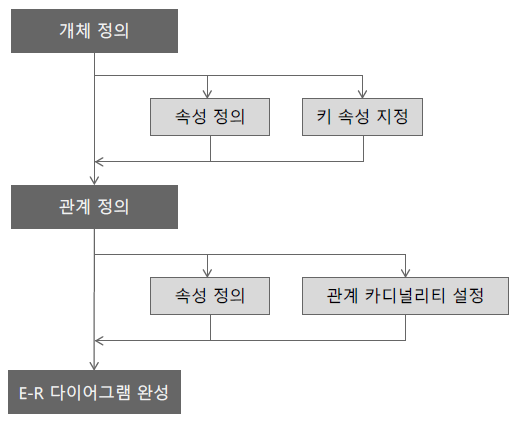 개체 정의
속성 정의
키 속성 지정
관계 정의
속성 정의
관계 카디널리티 설정
E-R 다이어그램 완성